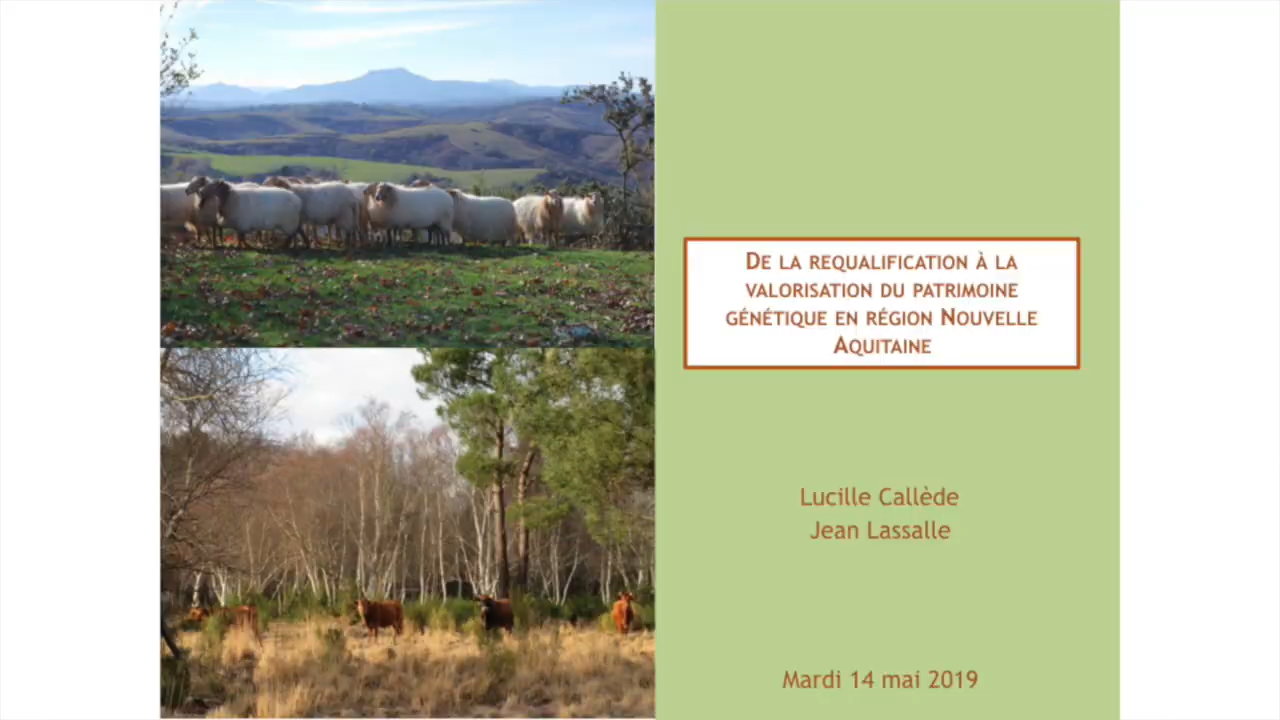 De la requalification à la
valorisation du patrimoine
génétique en région Nouvelle
Aquitaine
Lucille Callède
Jean Lassalle
Mardi 14 mai 2019